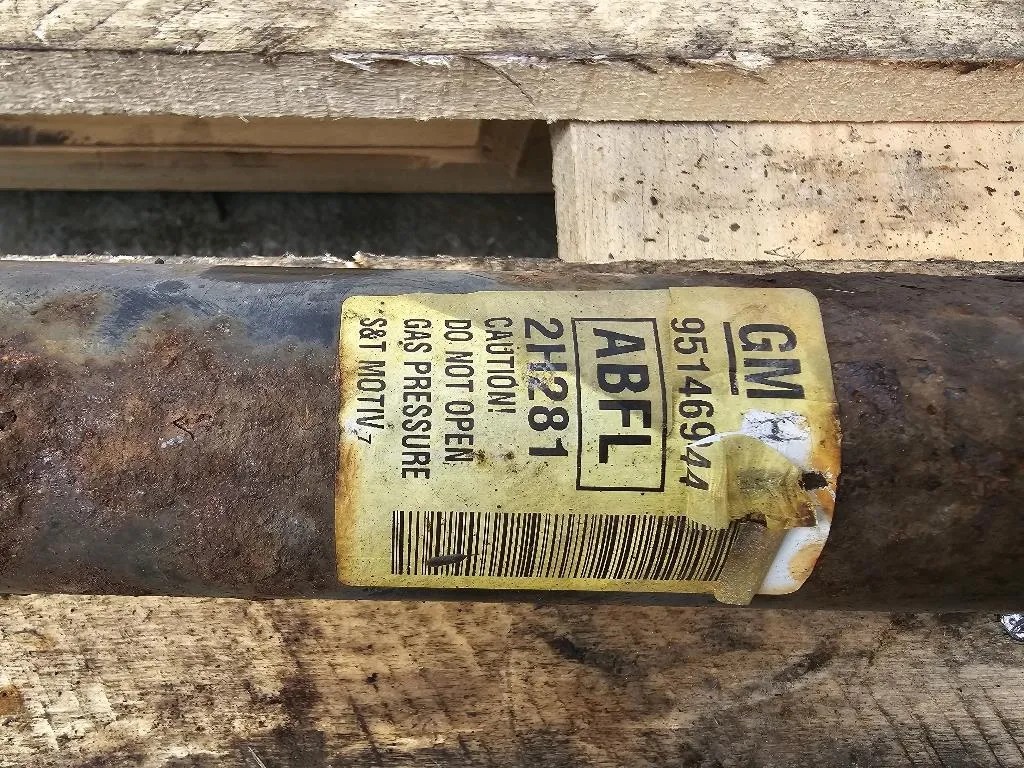 GM
95146944
ABFL
2H281
CAUTION!
DO NOT OPEN,
GAS PRESSURE
S&T MOTIV